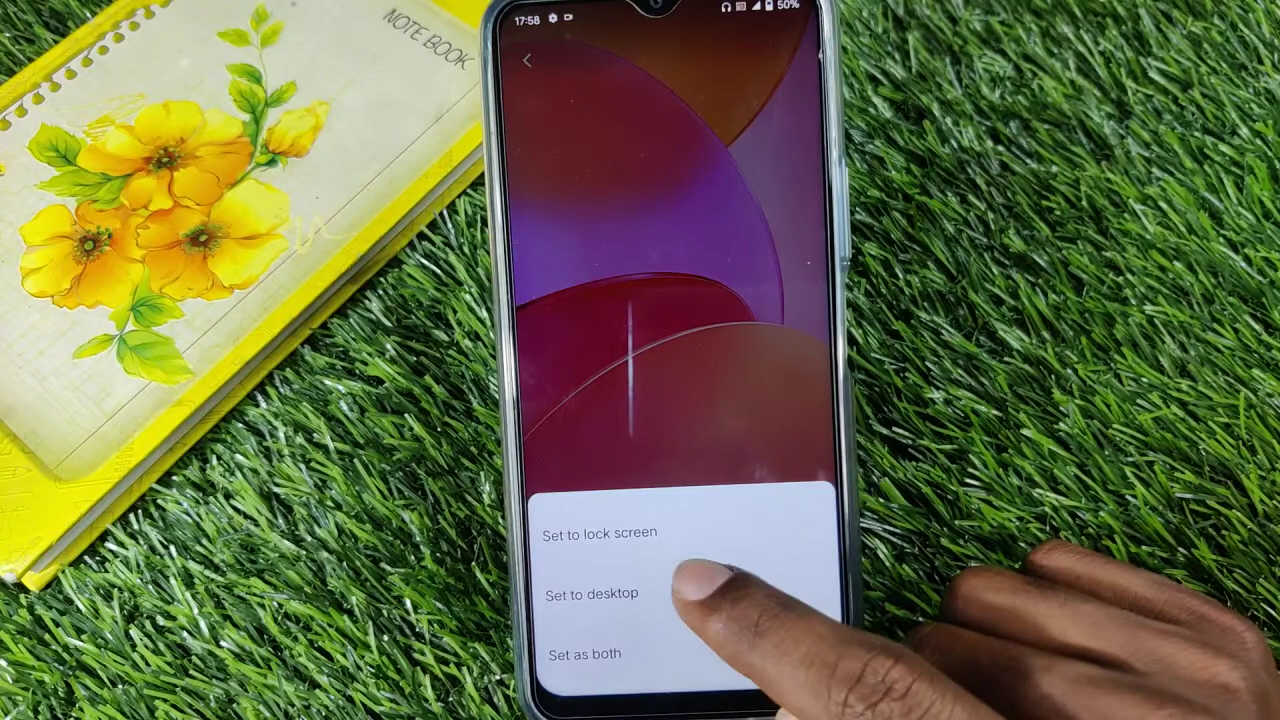 NOTE BOOK
17:58
50%
Set to lock screen
Set to desktop
Set as both